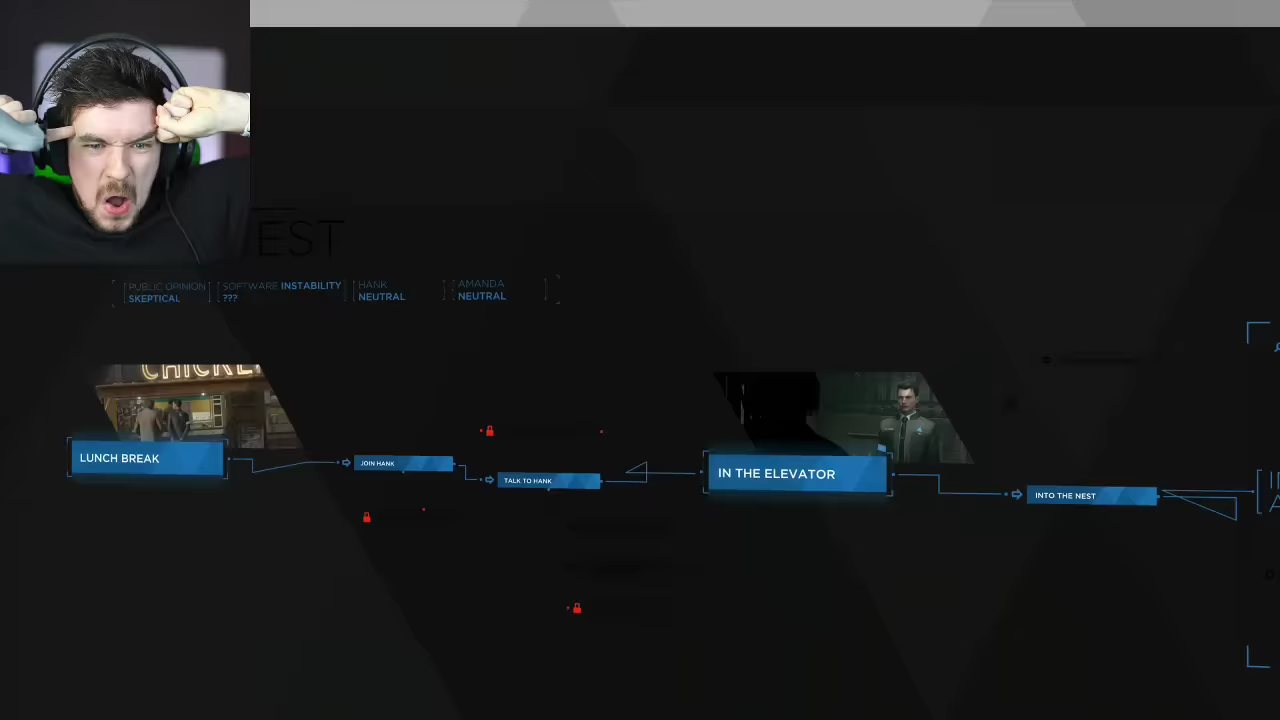 EST
PUBLIC OPINION
SKEPTICAL
SOFTWARE INSTABILITY
???
HANK
NEUTRAL
AMANDA
NEUTRAL
CHICKE
LUNCH BREAK
JOIN HANK
TALK TO HANK
IN THE ELEVATOR
INTO THE NEST